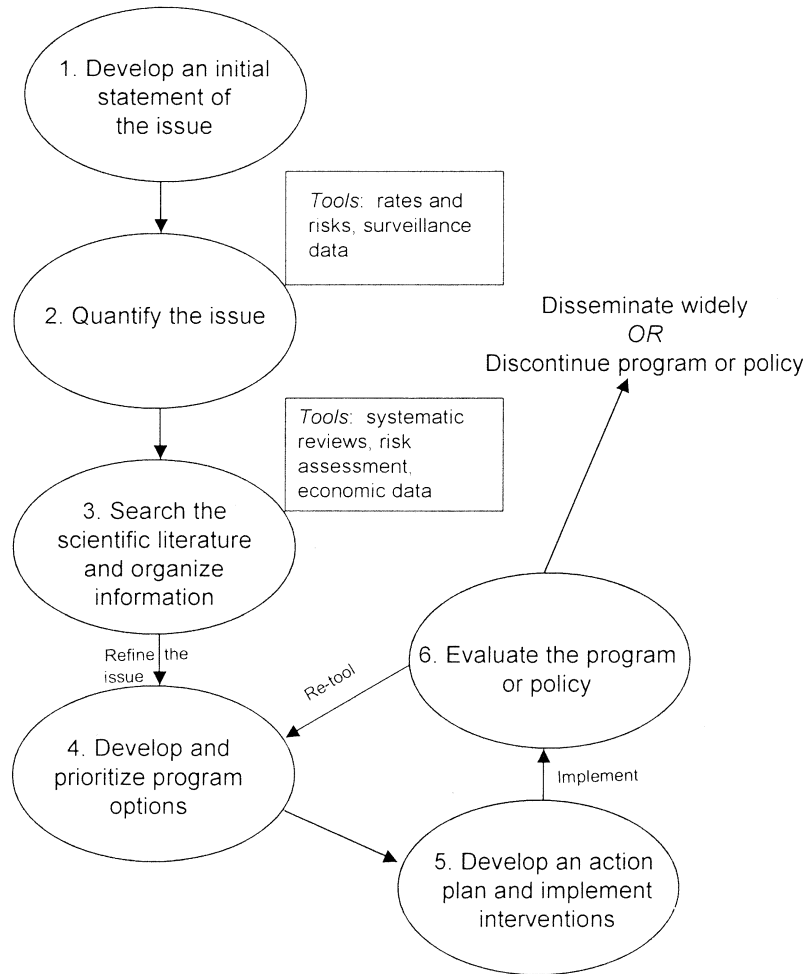 1. Develop an initial
statement of
the issue
Tools: rates and
risks, surveillance
data
2. Quantify the issue
Disseminate widely
OR
Discontinue program or policy
Tools: systematic
reviews, risk
assessment,
economic data
3. Search the
scientific literature
and organize
information
Refine the
issue
Re-tool
6. Evaluate the program
or policy
4. Develop and
prioritize program
options
Implement
5. Develop an action
plan and implement
interventions